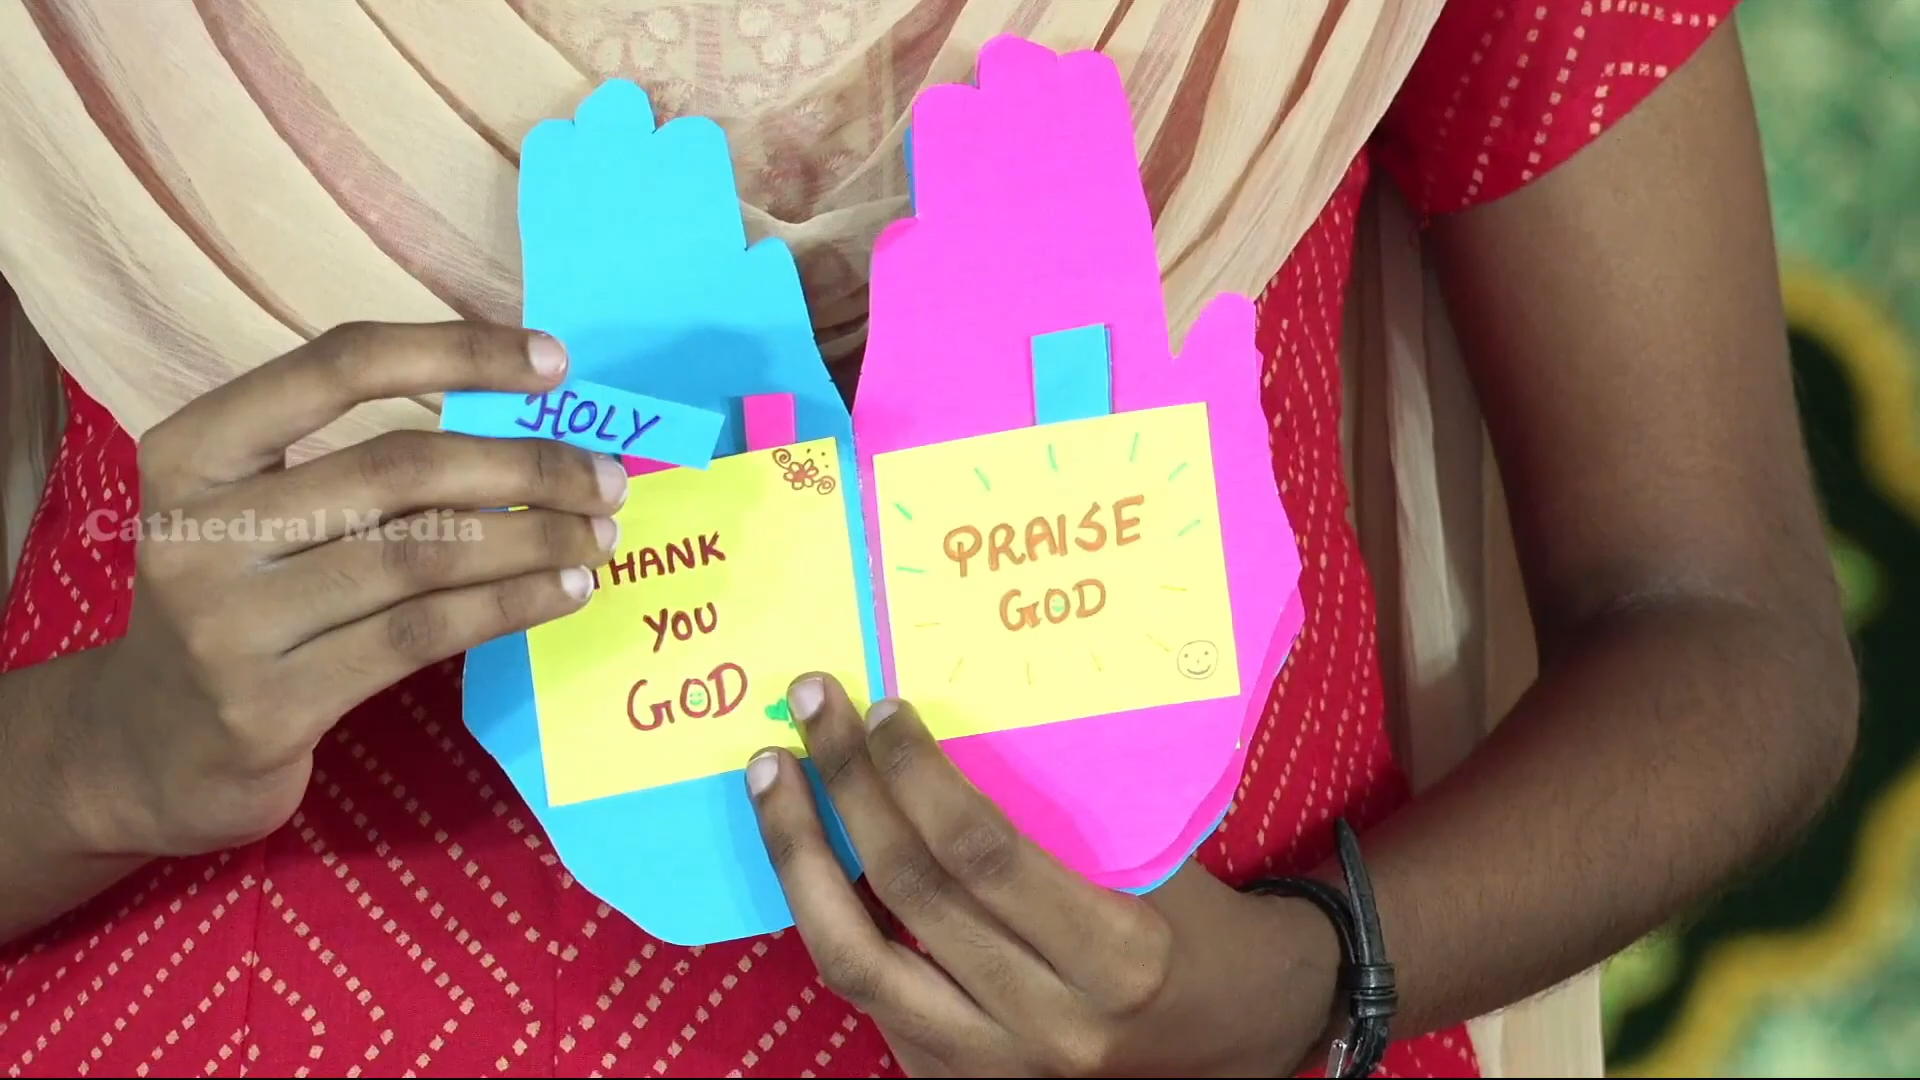 HOLY
Cathedral Media
THANK
YOU
GOD
PRAISE
GOD